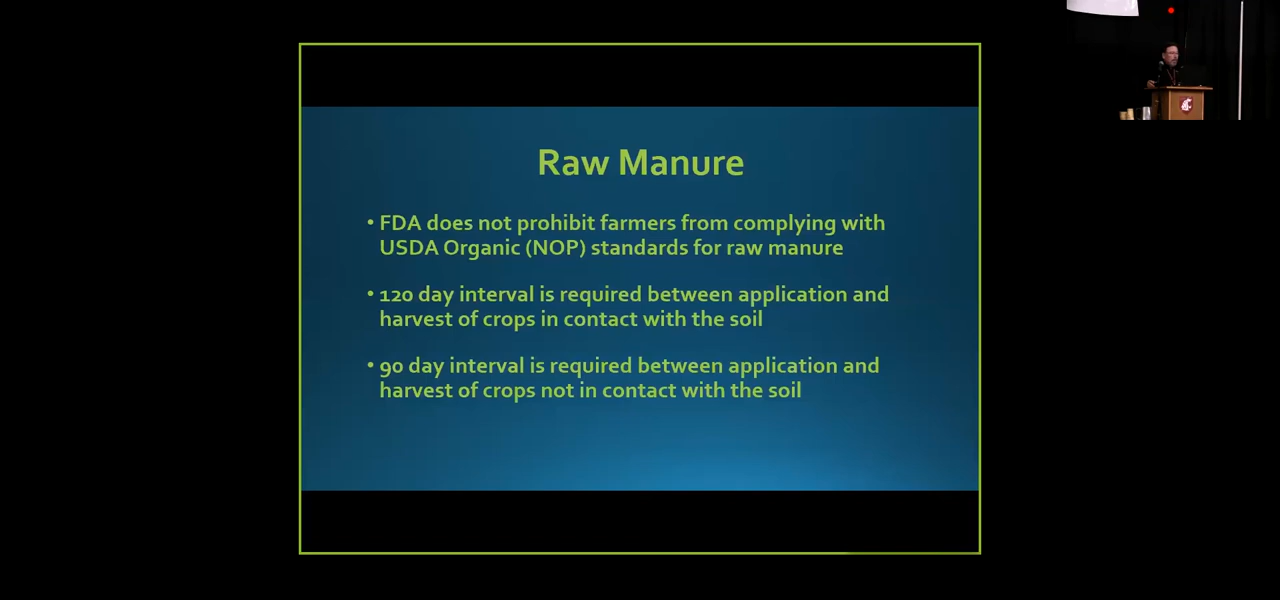 Raw Manure
• FDA does not prohibit farmers from complying with
USDA Organic (NOP) standards for raw manure
• 120 day interval is required between application and
harvest of crops in contact with the soil
• 90 day interval is required between application and
harvest of crops not in contact with the soil